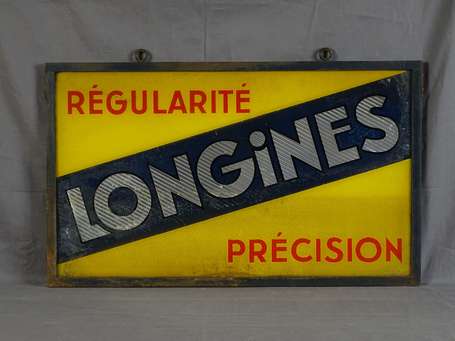 RÉGULARITÉ
LONGiNES
PRÉCISION